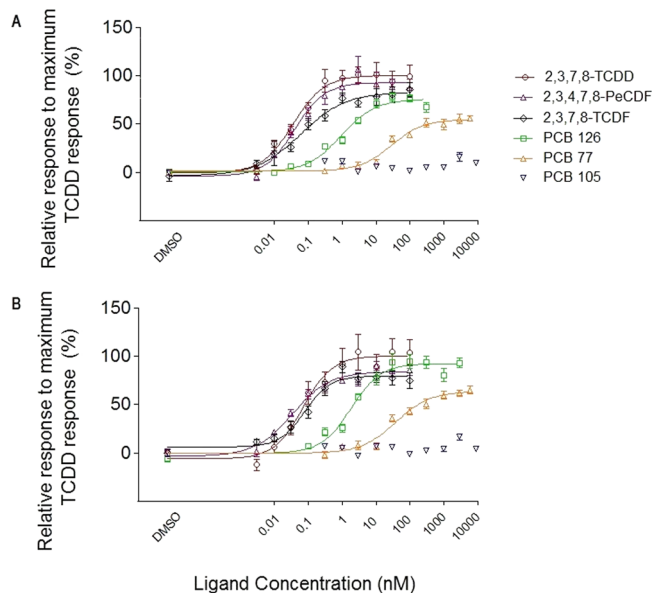 A
Relative response to maximum
TCDD response (%)
150
100
50
0
DMSO
0.01
0.1
1
10
100
1000
10000
2,3,7,8-TCDD
2,3,4,7,8-PeCDF
2,3,7,8-TCDF
PCB 126
PCB 77
PCB 105
B
Relative response to maximum
TCDD response (%)
150
100
50
0
DMSO
0.01
0.1
1
10
100
1000
10000
Ligand Concentration (nM)